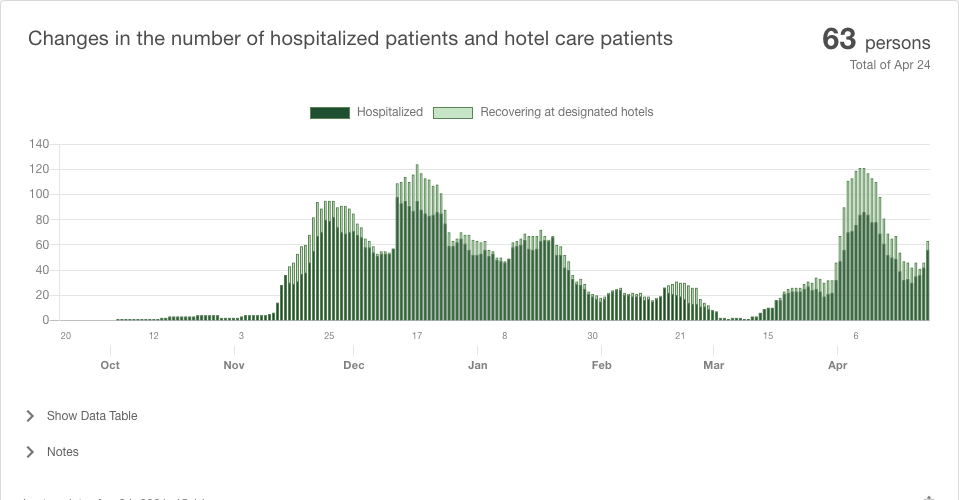 Changes in the number of hospitalized patients and hotel care patients
63 persons
Total of Apr 24
Hospitalized
Recovering at designated hotels
140
120
100
80
60
40
20
0
20 12 3 25 17 8 30 21 15 6
Oct Nov Dec Jan Feb Mar Apr
Show Data Table
Notes